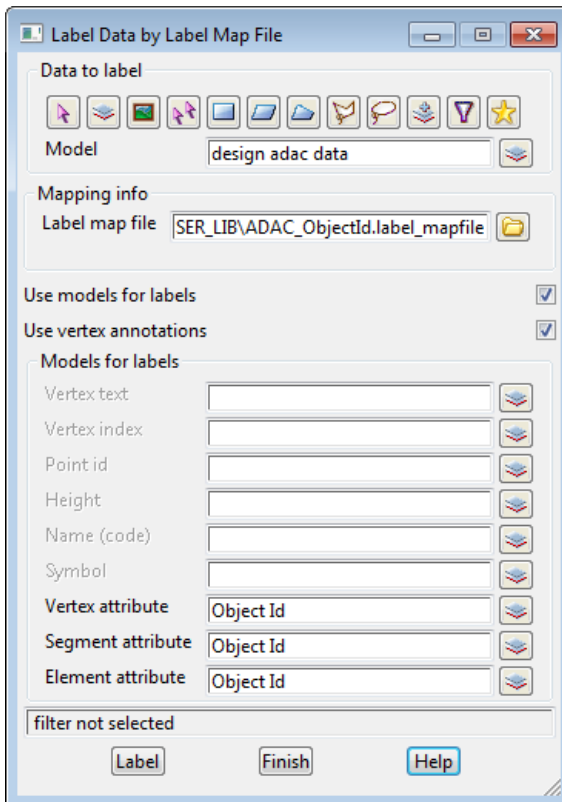 Label Data by Label Map File
Data to label
Model design adac data
Mapping info
Label map file SER_LIB\ADAC_ObjectId.label_mapfile
Use models for labels
Use vertex annotations
Models for labels
Vertex text
Vertex index
Point id
Height
Name (code)
Symbol
Vertex attribute Object Id
Segment attribute Object Id
Element attribute Object Id
filter not selected
Label Finish Help